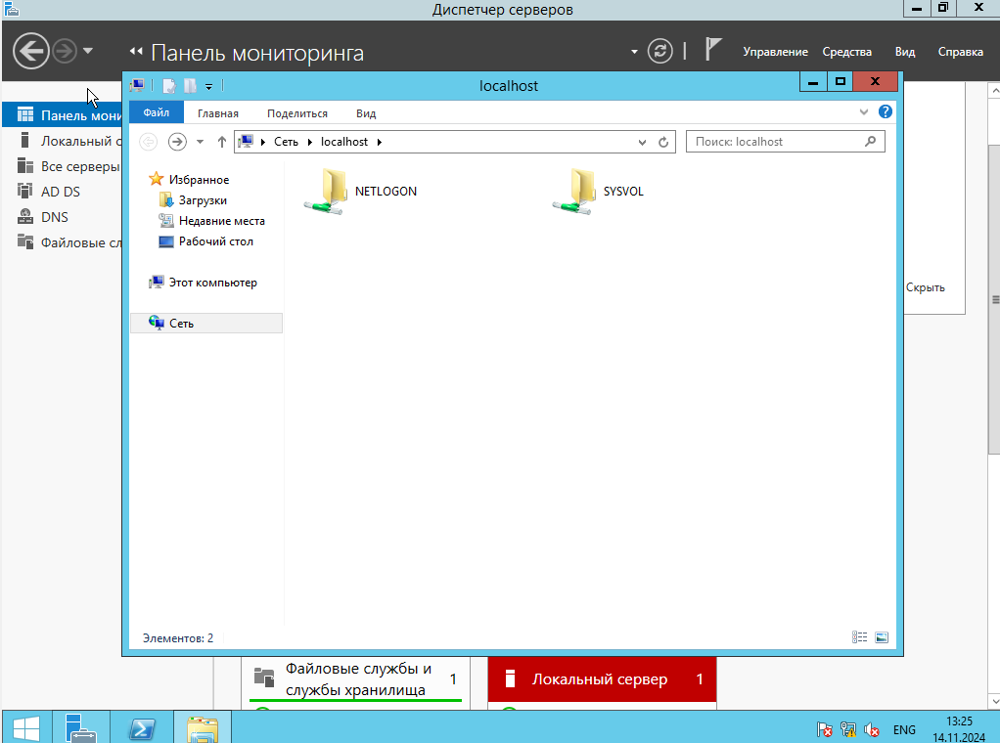 Диспетчер серверов
Панель мониторинга
Управление Средства Вид Справка
localhost
Файл Главная Поделиться Вид
Сеть localhost
Поиск: localhost
Панель мони
Локальный с
Все серверы
AD DS
DNS
Файловые сл
Избранное
Загрузки
Недавние места
Рабочий стол
Этот компьютер
Сеть
NETLOGON
SYSVOL
Скрыть
Элементов: 2
Файловые службы и
службы хранилища
1
Локальный сервер 1
ENG
13:25
14.11.2024